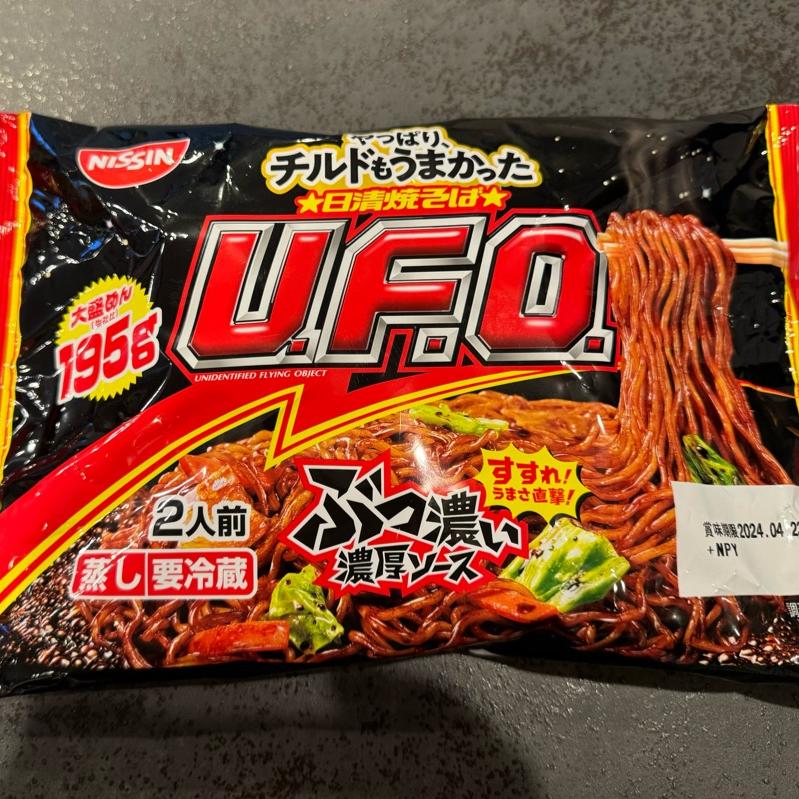 NISSIN
やっぱり、
チルドもうまかった
★日清焼そば★
U.F.O.
UNIDENTIFIED FLYING OBJECT
大盛めん
(当社比)
195g
すすれ!
うまさ直撃!
ぶっ濃い
濃厚ソース
2人前
蒸し 要冷蔵
賞味期限2024.04
+NPY
調